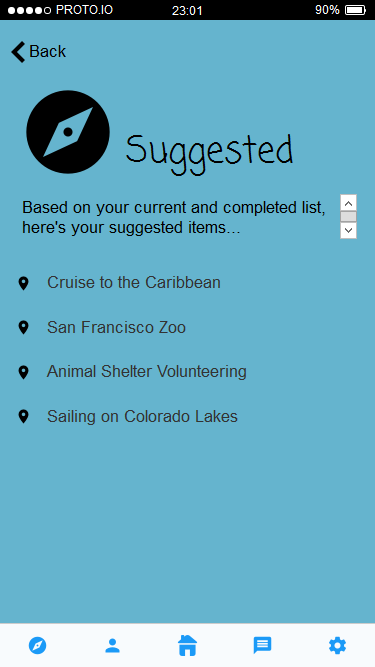 PROTO.IO 23:01 90%
Back
Suggested
Based on your current and completed list,
here's your suggested items...
Cruise to the Caribbean
San Francisco Zoo
Animal Shelter Volunteering
Sailing on Colorado Lakes